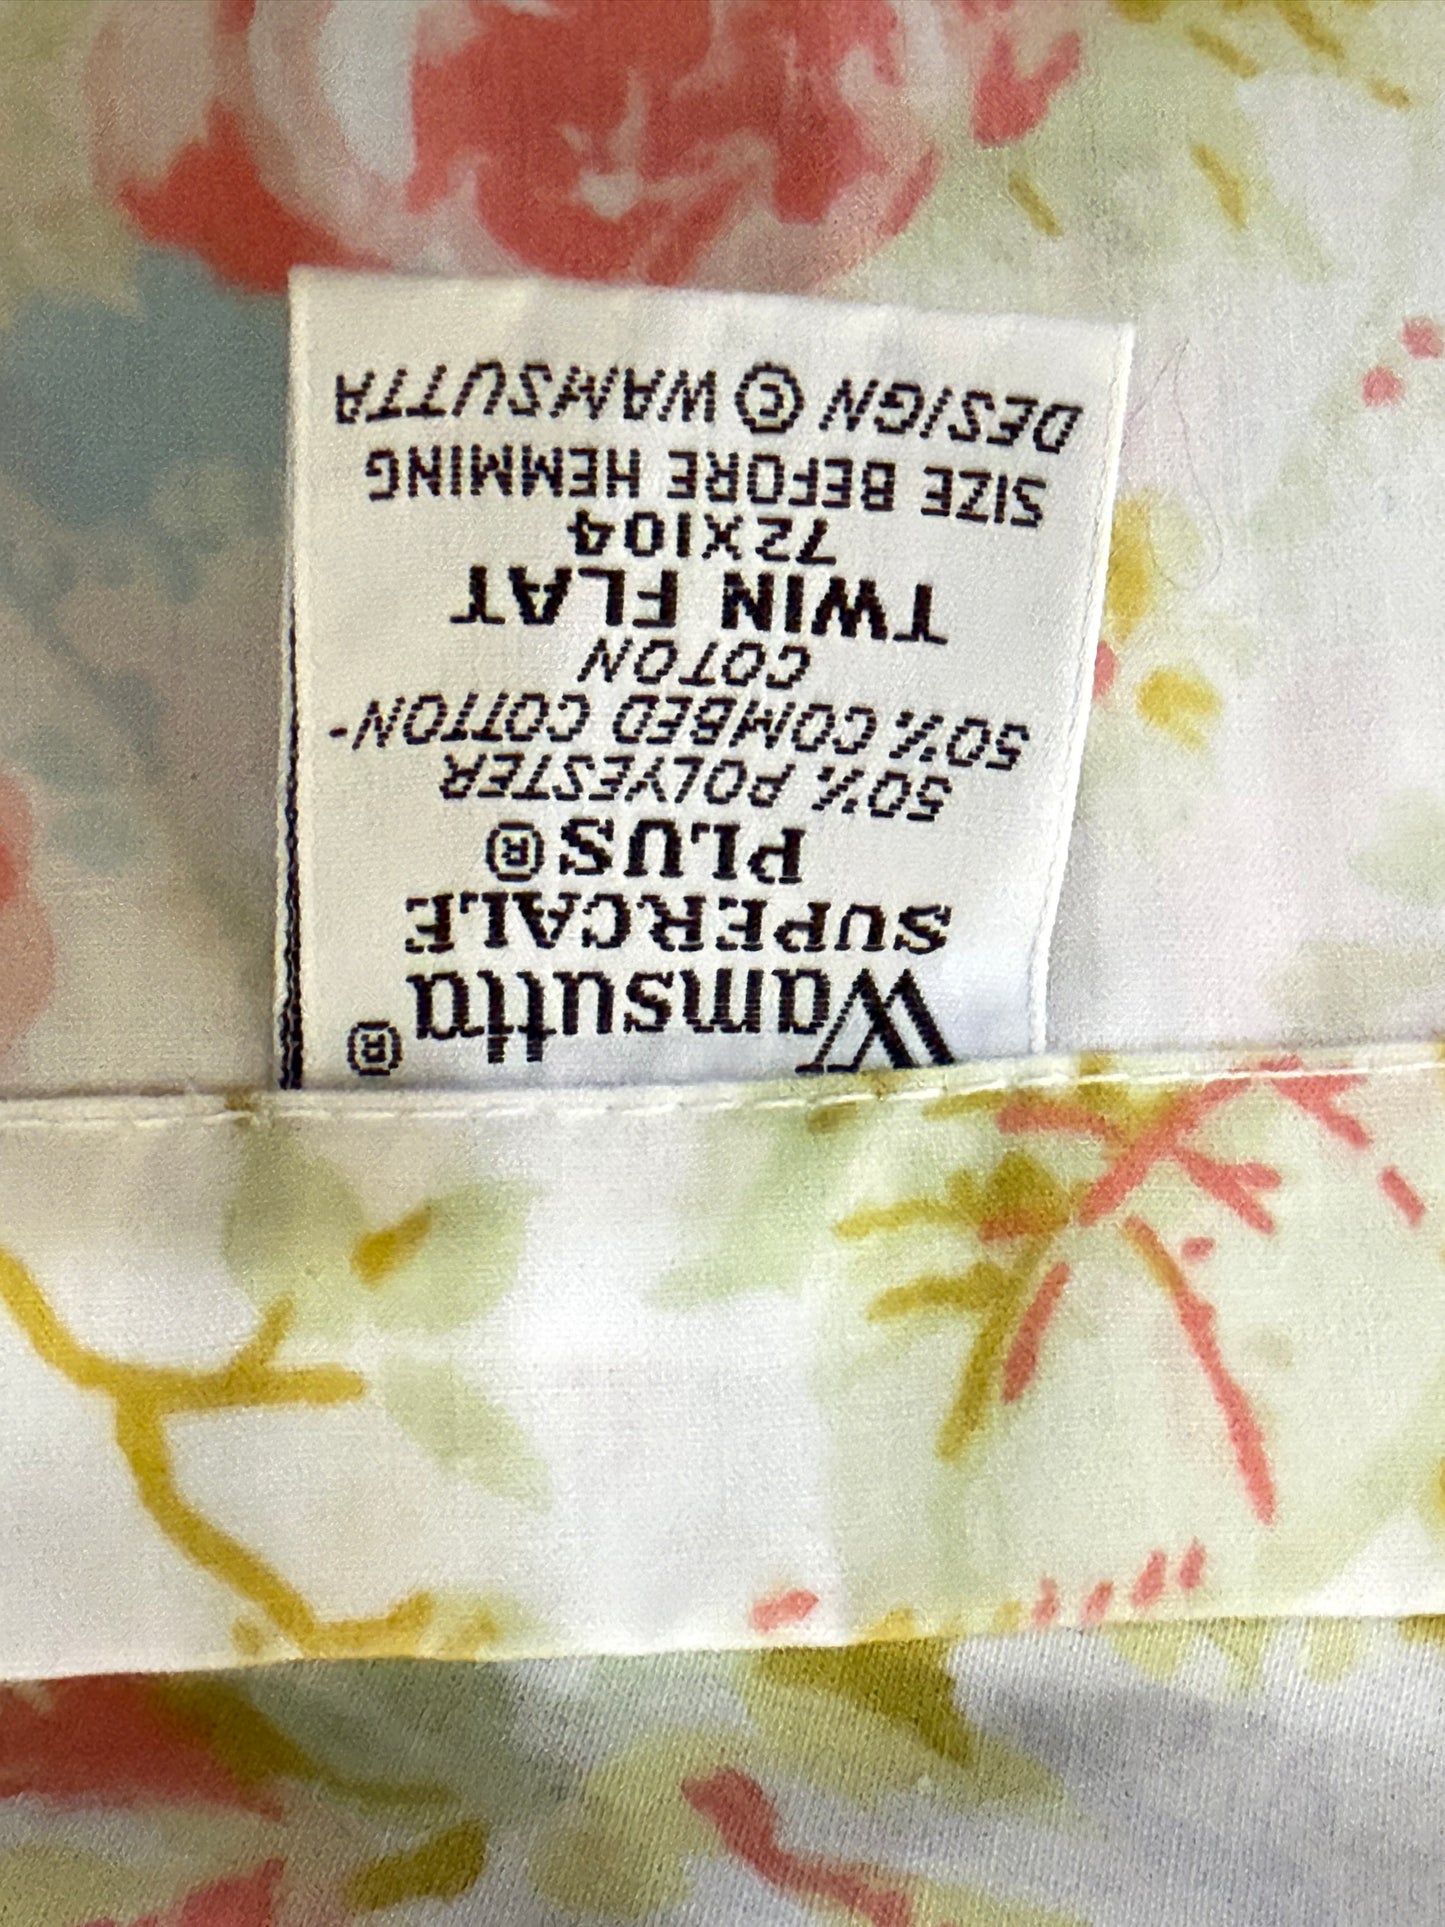 Wamsutta®
SUPERCALE
PLUS®
50% POLYESTER
50% COMBED COTTON-
COTON
TWIN FLAT
72X104
SIZE BEFORE HEMMING
DESIGN © WAMSUTTA